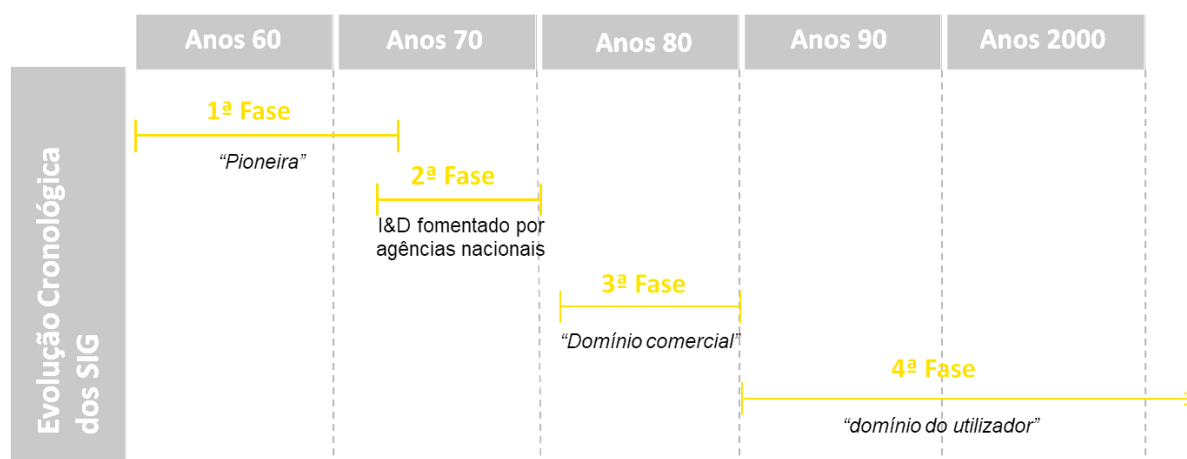 Anos 60
Anos 70
Anos 80
Anos 90
Anos 2000
Evolução Cronológica
dos SIG
1ª Fase
“Pioneira”
2ª Fase
I&D fomentado por
agências nacionais
3ª Fase
“Domínio comercial”
4ª Fase
“domínio do utilizador”